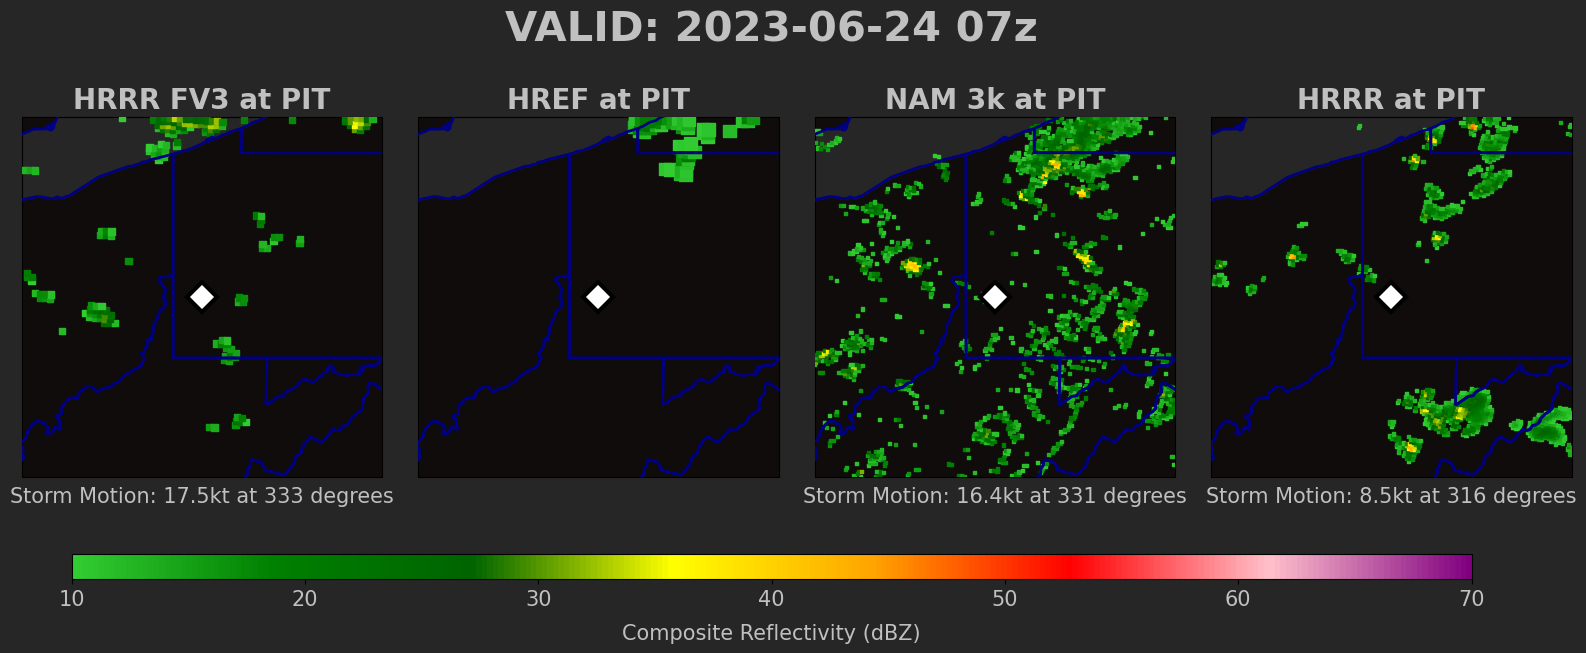 VALID: 2023-06-24 07z
HRRR FV3 at PIT
HREF at PIT
NAM 3k at PIT
HRRR at PIT
Storm Motion: 17.5kt at 333 degrees
Storm Motion: 16.4kt at 331 degrees
Storm Motion: 8.5kt at 316 degrees
10 20 30 40 50 60 70
Composite Reflectivity (dBZ)